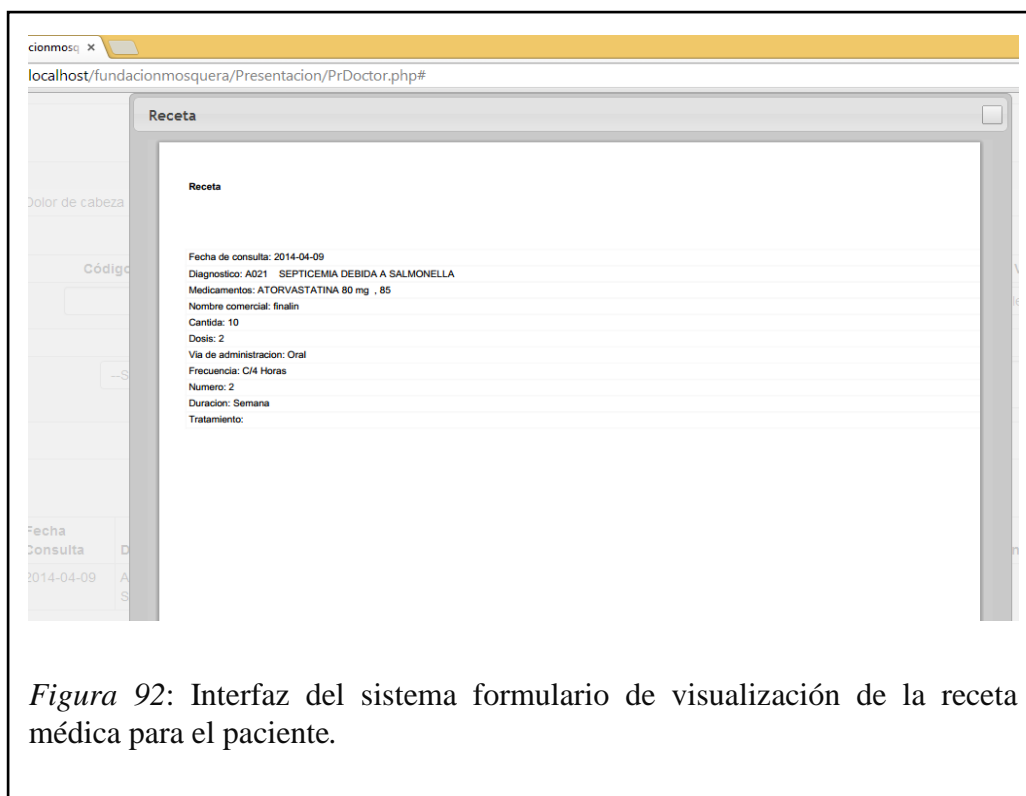 cionmosq ×
localhost/fundacionmosquera/Presentacion/PrDoctor.php#
Receta
Receta
Dolor de cabeza
Fecha de consulta: 2014-04-09
Código
Diagnostico: A021 SEPTICEMIA DEBIDA A SALMONELLA
Medicamentos: ATORVASTATINA 80 mg , 85
Nombre comercial: finalin
Cantida: 10
Dosis: 2
Via de administracion: Oral
Frecuencia: C/4 Horas
--S
Numero: 2
Duracion: Semana
Tratamiento:
Fecha
Consulta D
2014-04-09 A
S
Figura 92: Interfaz del sistema formulario de visualización de la receta
médica para el paciente.